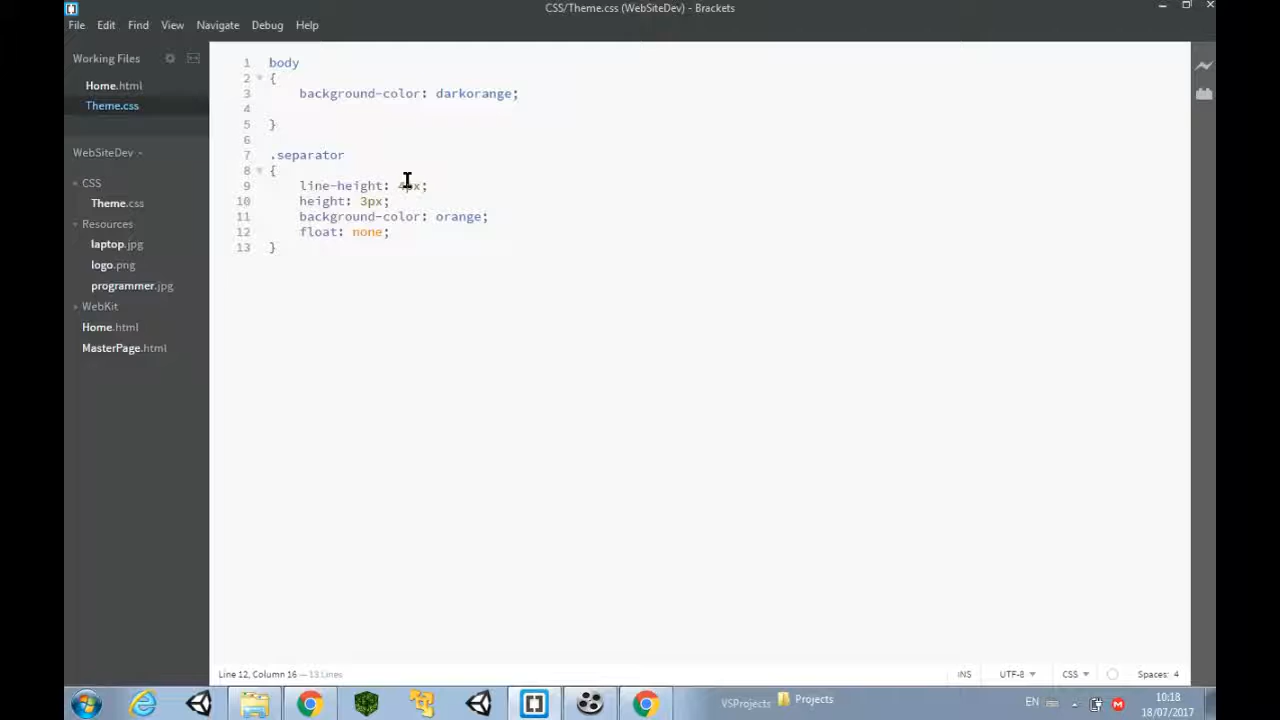 CSS/Theme.css (WebSiteDev) - Brackets
File Edit Find View Navigate Debug Help
Working Files
Home.html
Theme.css
WebSiteDev
CSS
Theme.css
Resources
laptop.jpg
logo.png
programmer.jpg
WebKit
Home.html
MasterPage.html
1 body
2 {
3 background-color: darkorange;
4
5 }
6
7 .separator
8 {
9 line-height: px;
10 height: 3px;
11 background-color: orange;
12 float: none;
13 }
Line 12, Column 16 — 13 Lines
INS UTF-8 CSS Spaces: 4
VSProjects Projects
EN
10:18
18/07/2017